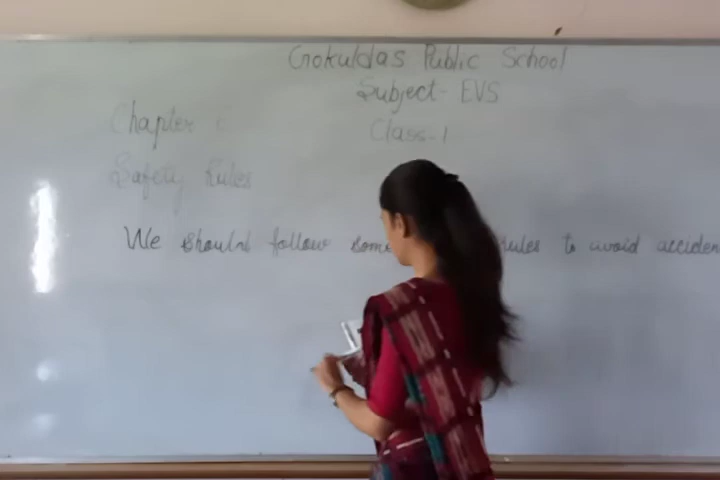 Gokuldas Public School
Subject- EVS
Class-1
Chapter
Safety Rules
We should follow some rules to avoid acciden